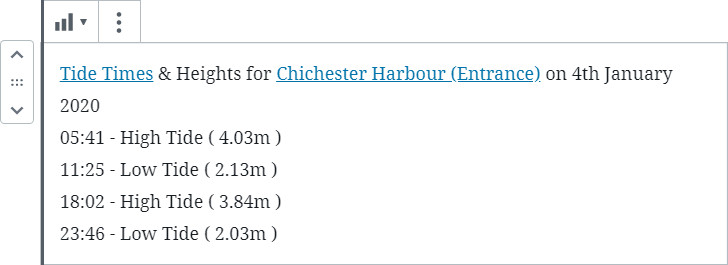 Tide Times & Heights for Chichester Harbour (Entrance) on 4th January
2020
05:41 - High Tide ( 4.03m )
11:25 - Low Tide ( 2.13m )
18:02 - High Tide ( 3.84m )
23:46 - Low Tide ( 2.03m )